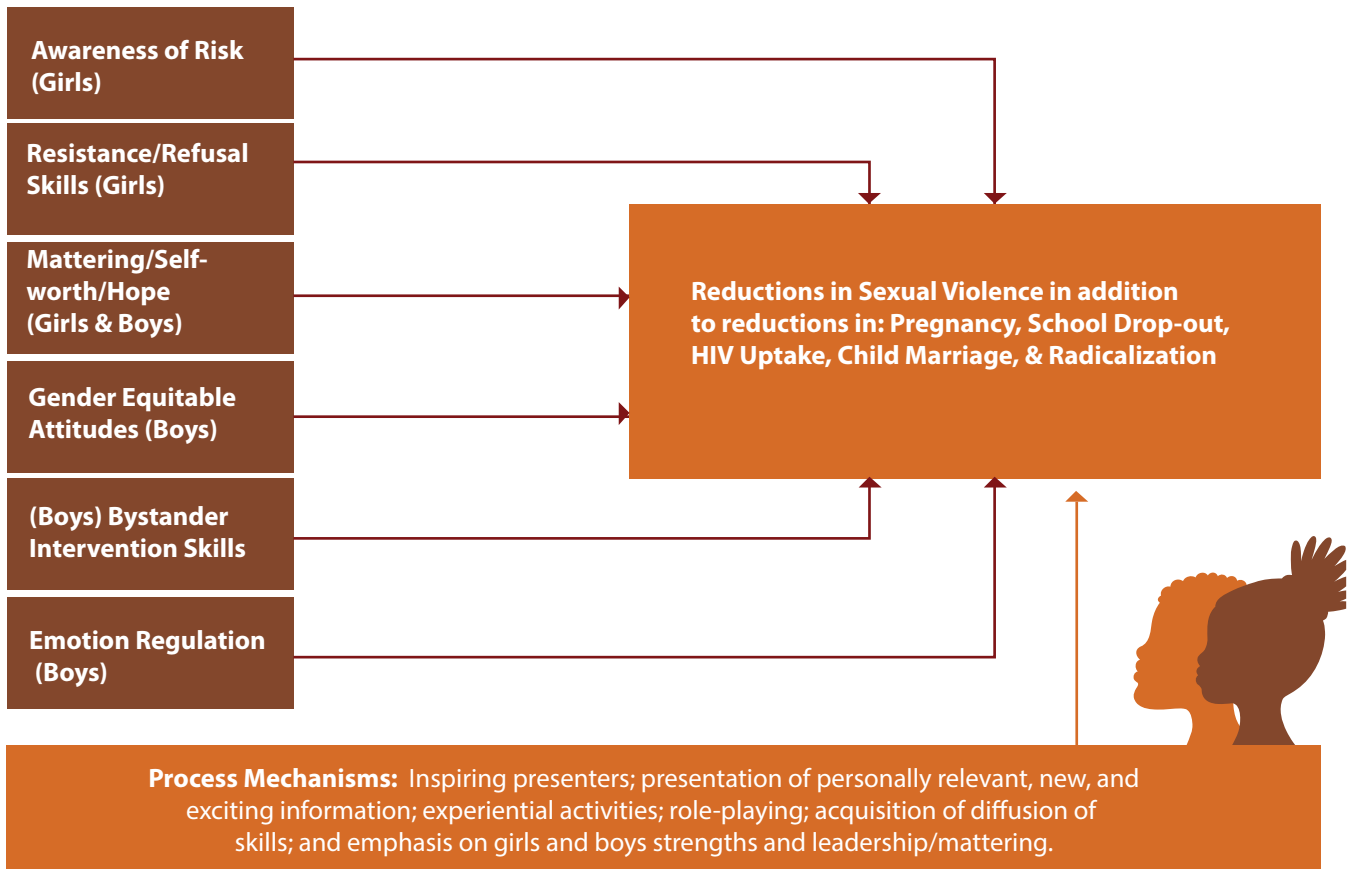 Awareness of Risk
(Girls)
Resistance/Refusal
Skills (Girls)
Mattering/Self-
worth/Hope
(Girls & Boys)
Gender Equitable
Attitudes (Boys)
(Boys) Bystander
Intervention Skills
Emotion Regulation
(Boys)
Reductions in Sexual Violence in addition
to reductions in: Pregnancy, School Drop-out,
HIV Uptake, Child Marriage, & Radicalization
Process Mechanisms: Inspiring presenters; presentation of personally relevant, new, and
exciting information; experiential activities; role-playing; acquisition of diffusion of
skills; and emphasis on girls and boys strengths and leadership/mattering.